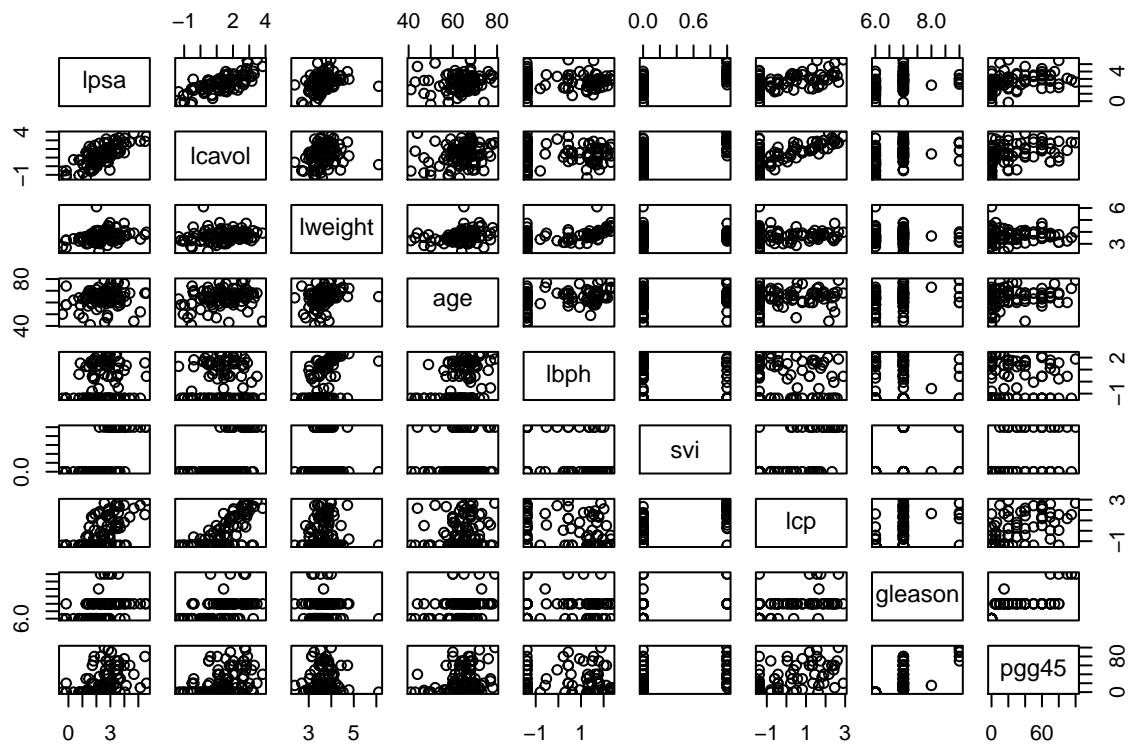 −1 2 4 40 60 80 0.0 0.6 6.0 8.0
lpsa 0 4
−1 4 lcavol
lweight 3 6
40 80 age
lbph −1 2
0.0 svi
lcp −1 3
6.0 gleason
pgg45 0 80
0 3 3 5 −1 1 −1 1 3 0 60